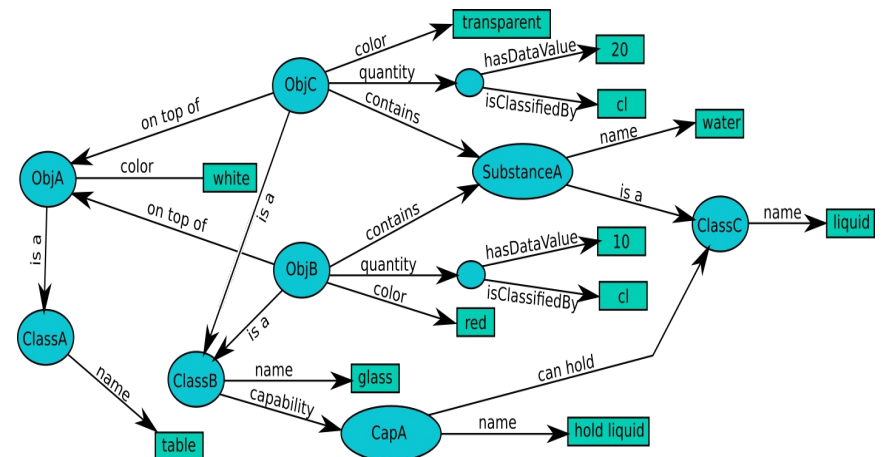 transparent
color
hasDataValue
20
ObjC
quantity
isClassifiedBy
cl
contains
on top of
name
water
ObjA
color
white
SubstanceA
is a
is a
ClassC
name
liquid
on top of
contains
hasDataValue
10
is a
ObjB
quantity
isClassifiedBy
cl
color
red
is a
ClassA
name
table
ClassB
name
glass
capability
can hold
CapA
name
hold liquid